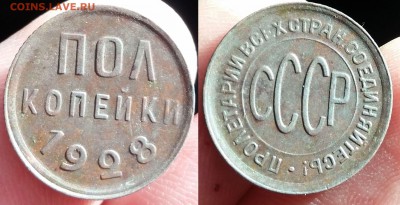 COINS.LAVE.RU
ПОЛ
КОПЕЙКИ
1928
ПРОЛЕТАРИИ ВСЕХ СТРАН, СОЕДИНЯЙТЕСЬ!
СССР